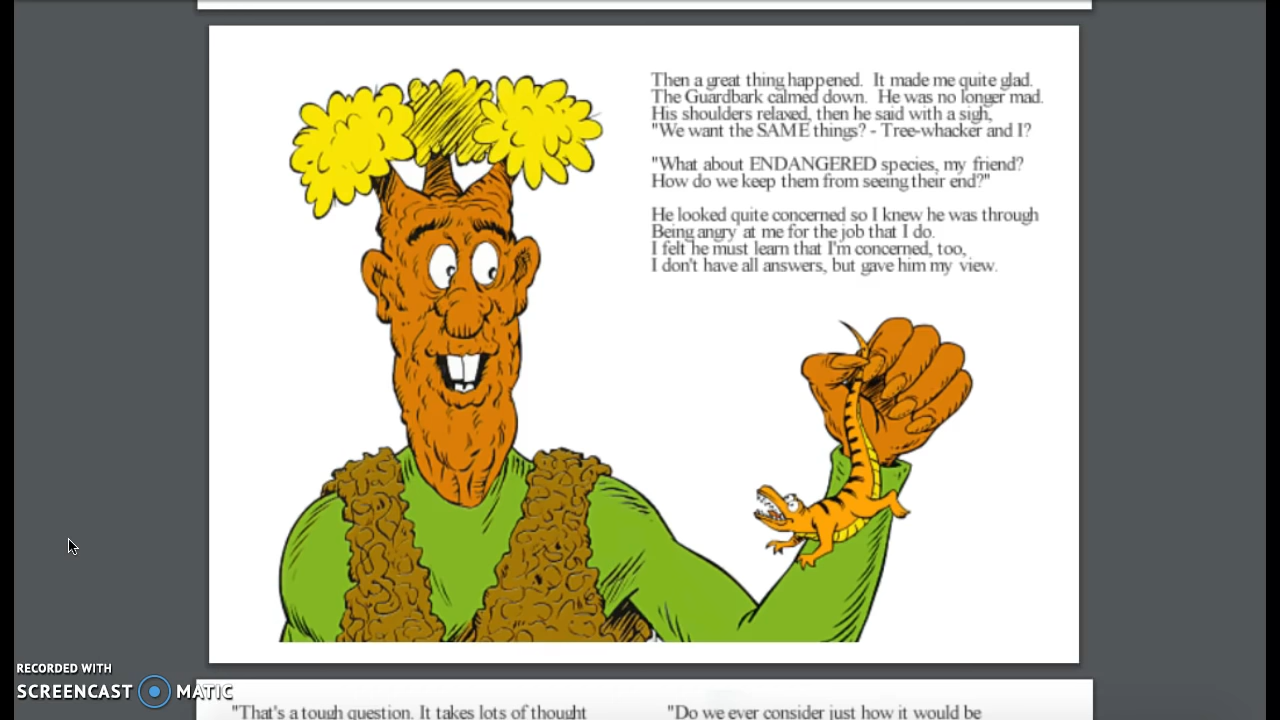 Then a great thing happened.  It made me quite glad.
The Guardbark calmed down.  He was no longer mad.
His shoulders relaxed, then he said with a sigh,
"We want the SAME things? - Tree-whacker and I?
"What about ENDANGERED species, my friend?
How do we keep them from seeing their end?"
He looked quite concerned so I knew he was through
Being angry at me for the job that I do.
I felt he must learn that I'm concerned, too,
I don't have all answers, but gave him my view.
RECORDED WITH
SCREENCAST MATIC
"That's a tough question. It takes lots of thought
"Do we ever consider just how it would be